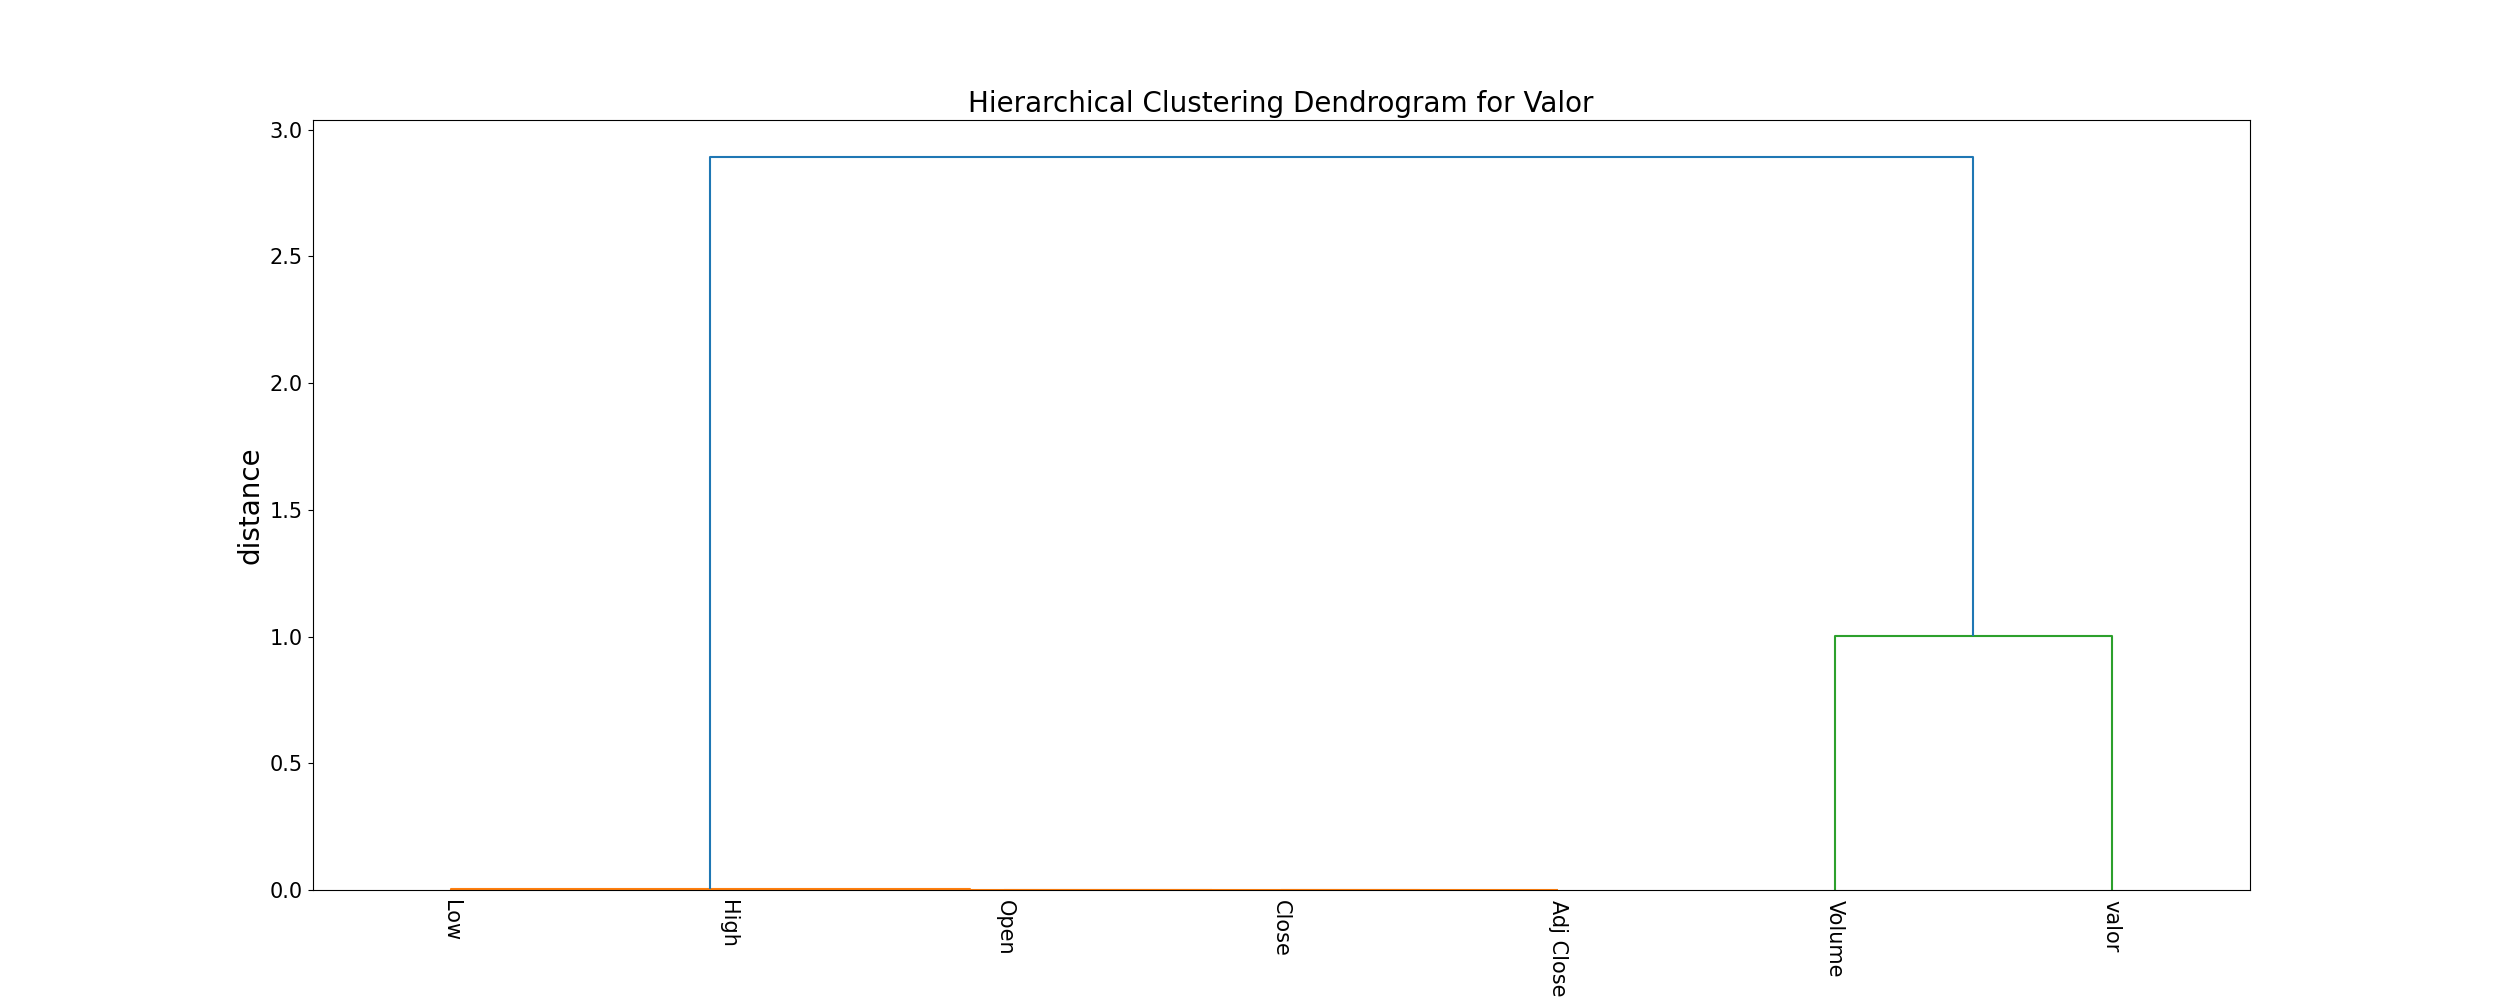 Hierarchical Clustering Dendrogram for Valor
3.0
2.5
2.0
1.5
1.0
0.5
0.0
distance
Low
High
Open
Close
Adj Close
Volume
valor